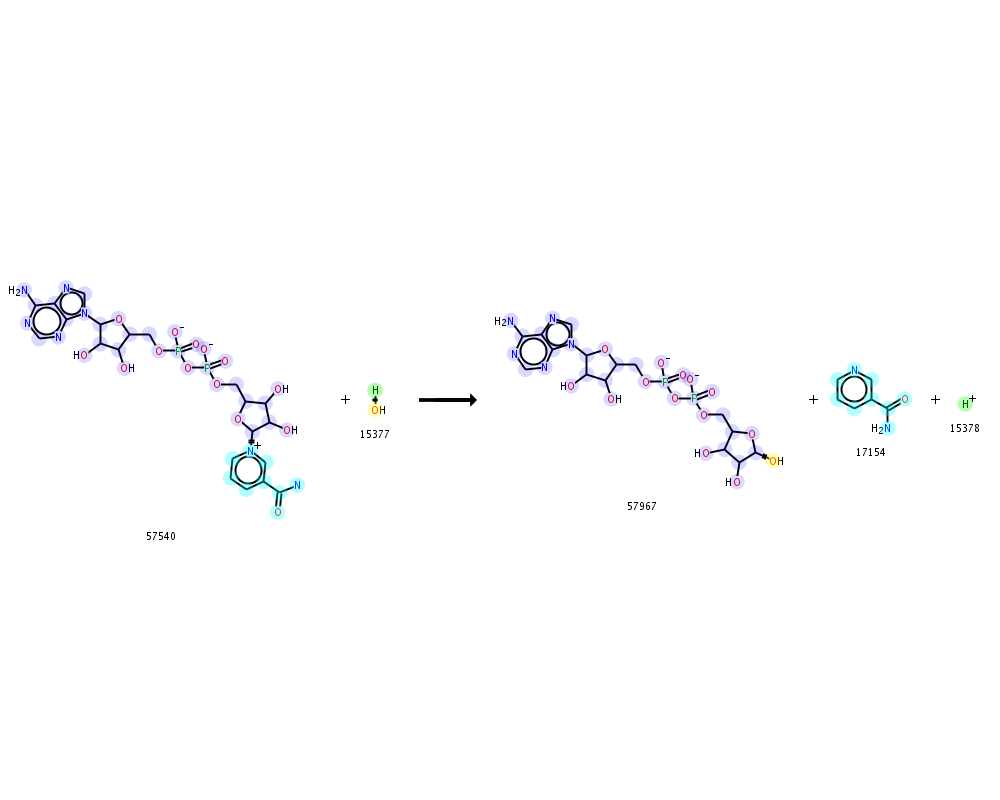 H₂N N N N N O HO OH O O⁻ P O O O⁻ P O O O OH OH N⁺ N O
57540
+
H
OH
15377
H₂N N N N N O HO OH O O⁻ P O O O⁻ P O O O HO HO OH
57967
+
N O H₂N
17154
+
H⁺
15378